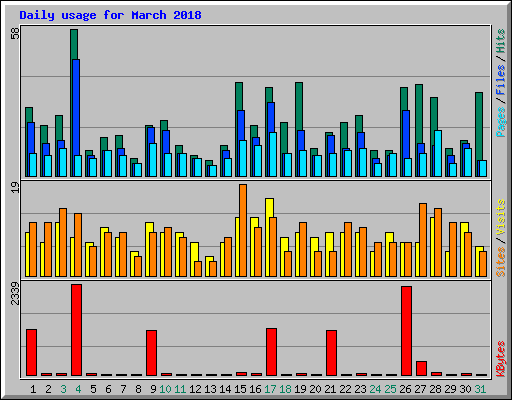 Daily usage for March 2018
58
Pages / Files / Hits
19
Sites / Visits
2339
KBytes
1 2 3 4 5 6 7 8 9 10 11 12 13 14 15 16 17 18 19 20 21 22 23 24 25 26 27 28 29 30 31